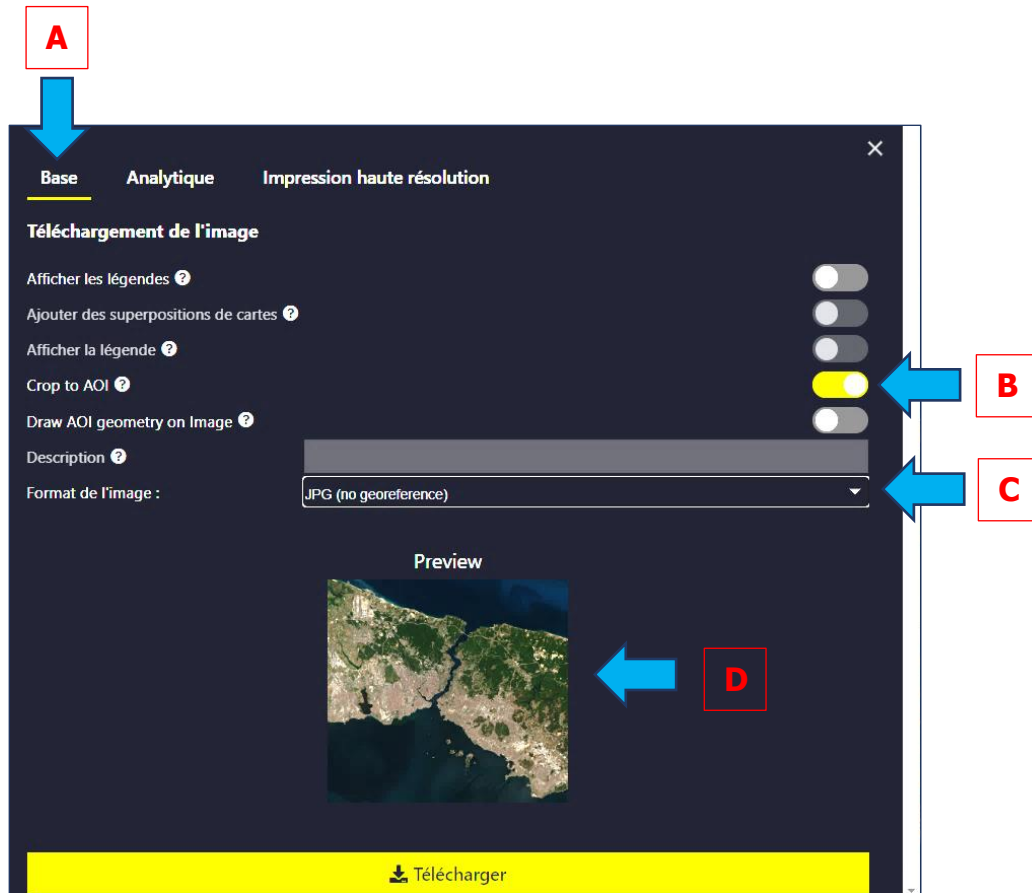 A
Base Analytique Impression haute résolution
Téléchargement de l'image
Afficher les légendes ?
Ajouter des superpositions de cartes ?
Afficher la légende ?
Crop to AOI ?
B
Draw AOI geometry on Image ?
Description ?
Format de l'image : JPG (no georeference)
C
Preview
D
Télécharger